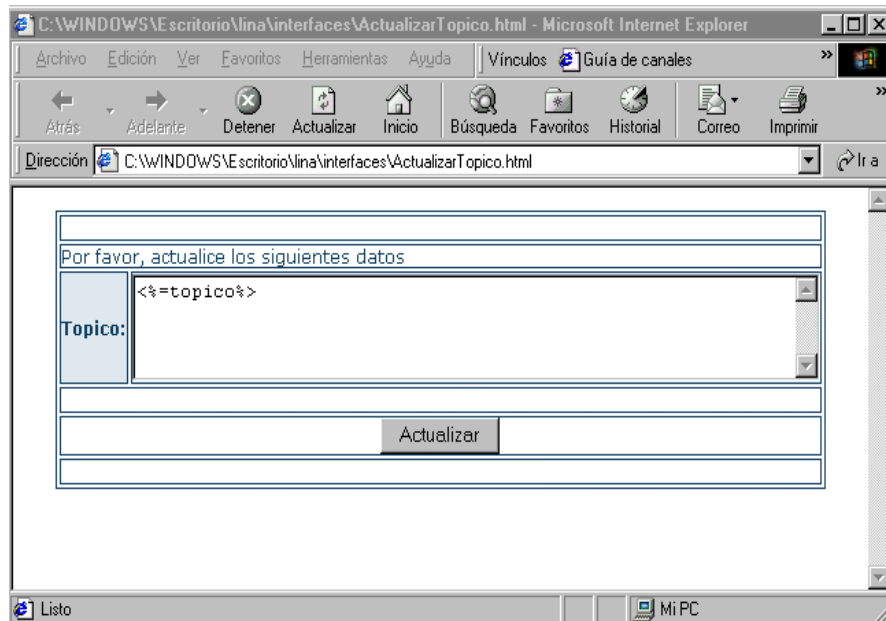 C:\WINDOWS\Escritorio\lina\interfaces\ActualizarTopico.html - Microsoft Internet Explorer
Archivo Edición Ver Favoritos Herramientas Ayuda Vínculos Guía de canales »
Atrás Adelante Detener Actualizar Inicio Búsqueda Favoritos Historial Correo Imprimir »
Dirección C:\WINDOWS\Escritorio\lina\interfaces\ActualizarTopico.html Ir a
Por favor, actualice los siguientes datos
<%=topico%>
Topico:
Actualizar
Listo Mi PC